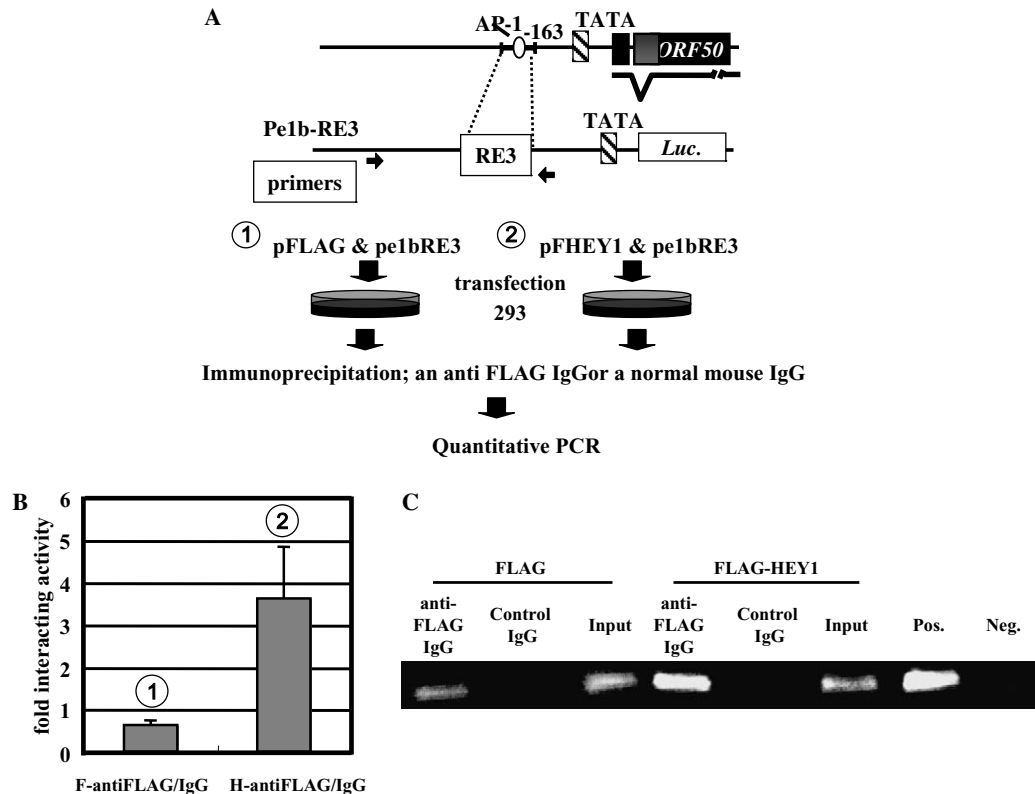 A
AP-1
-163
TATA
ORF50
Pe1b-RE3
TATA
RE3
Luc.
primers
1
pFLAG & pe1bRE3
2
pFHEY1 & pe1bRE3
transfection
293
Immunoprecipitation; an anti FLAG IgGor a normal mouse IgG
Quantitative PCR
B
fold interacting activity
6
5
4
3
2
1
0
1
2
F-antiFLAG/IgG
H-antiFLAG/IgG
C
FLAG
FLAG-HEY1
anti-
FLAG
IgG
Control
IgG
Input
anti-
FLAG
IgG
Control
IgG
Input
Pos.
Neg.